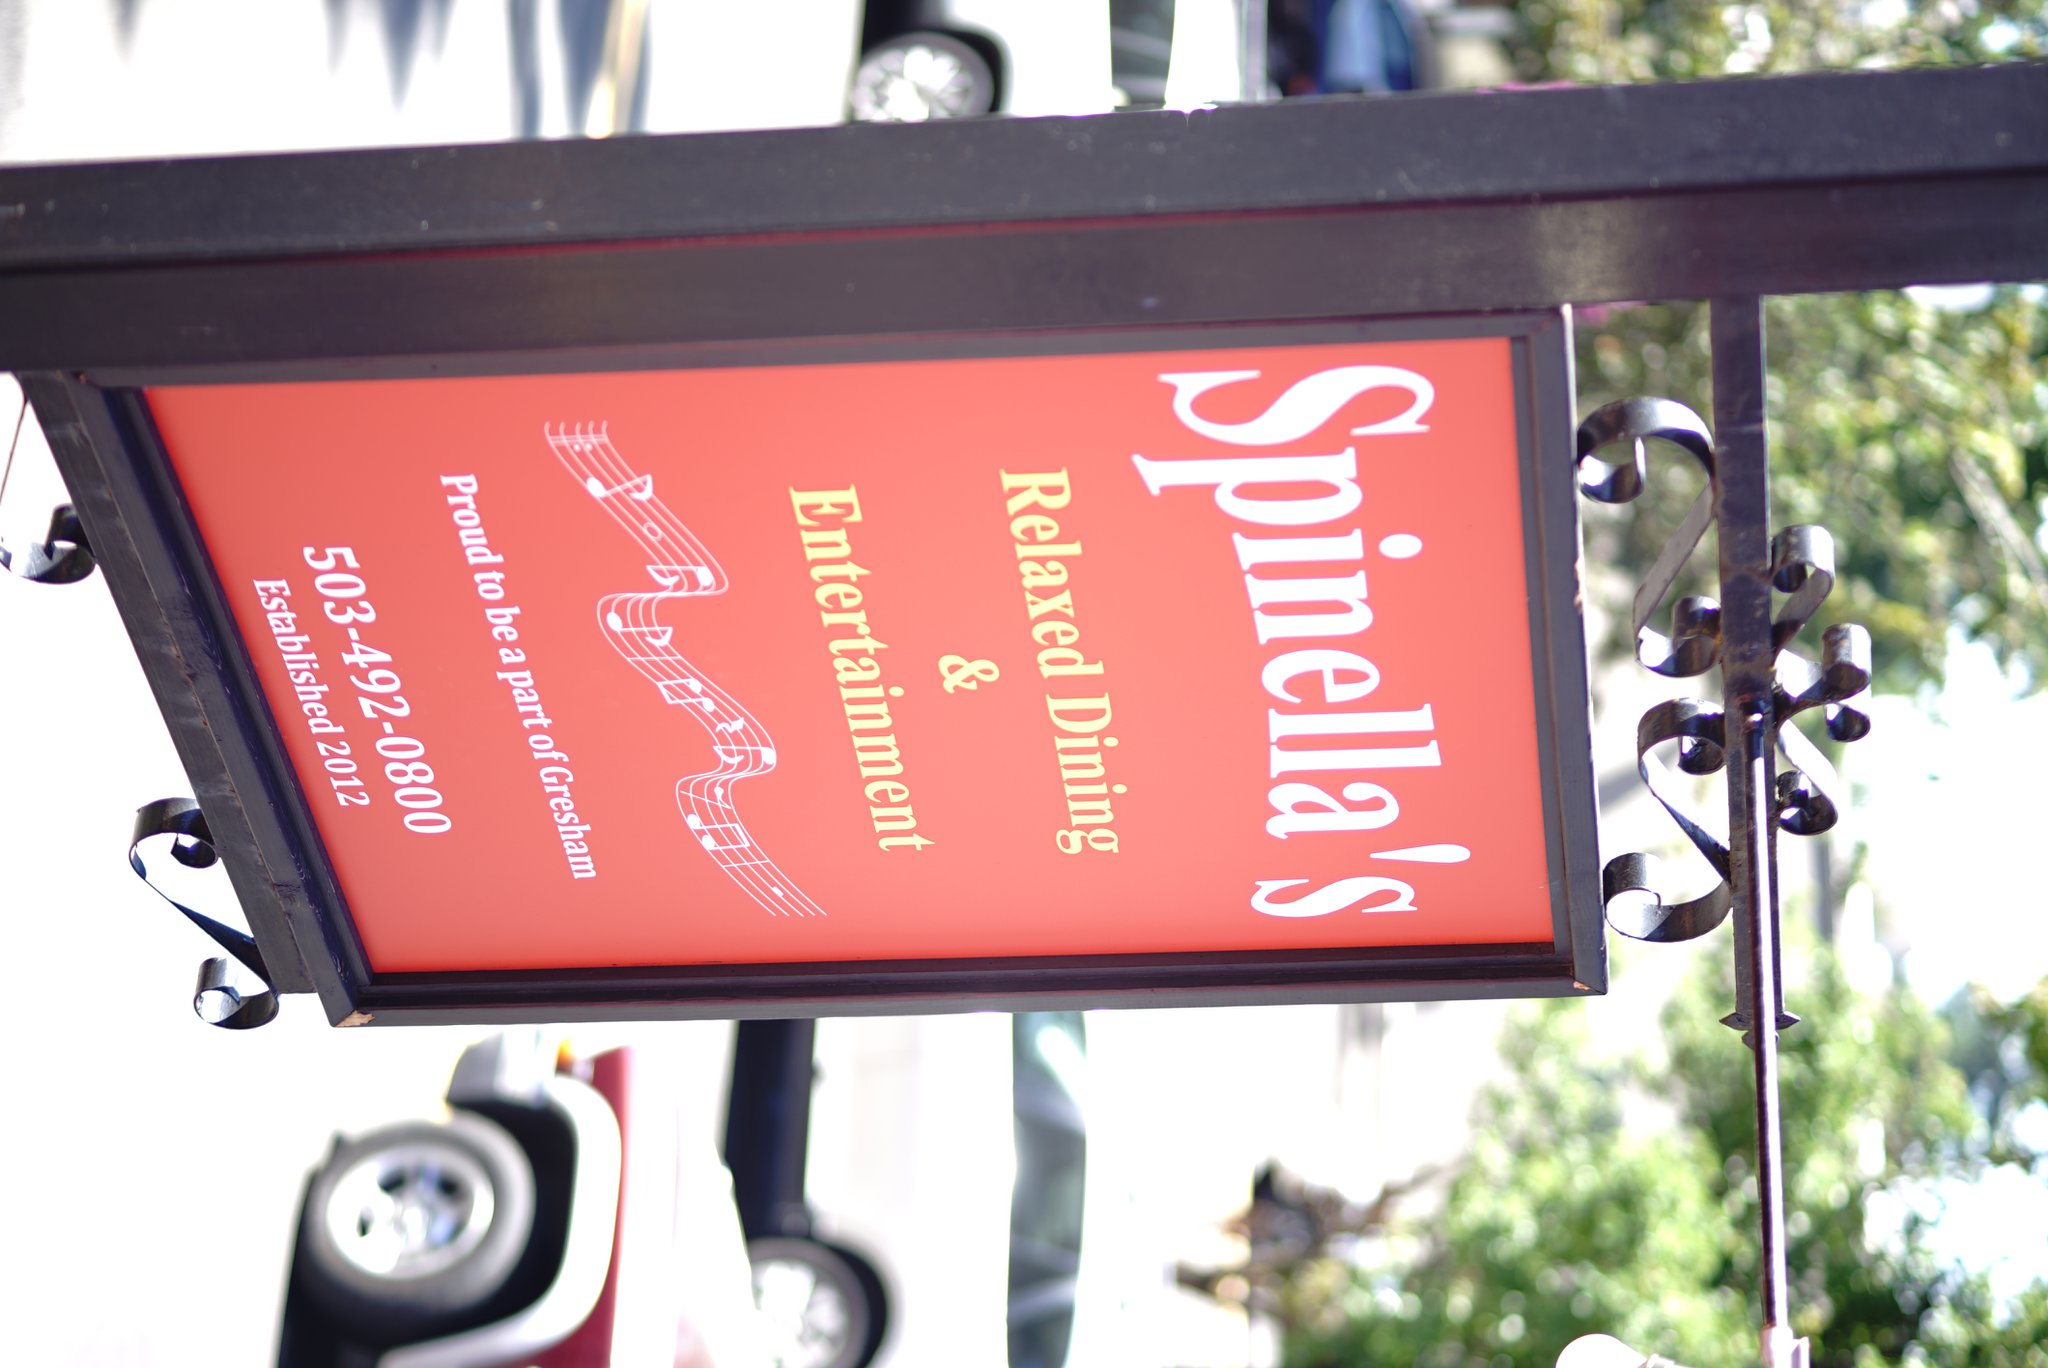 Spinella's
Relaxed Dining
&
Entertainment
Proud to be a part of Gresham
503-492-0800
Established 2012